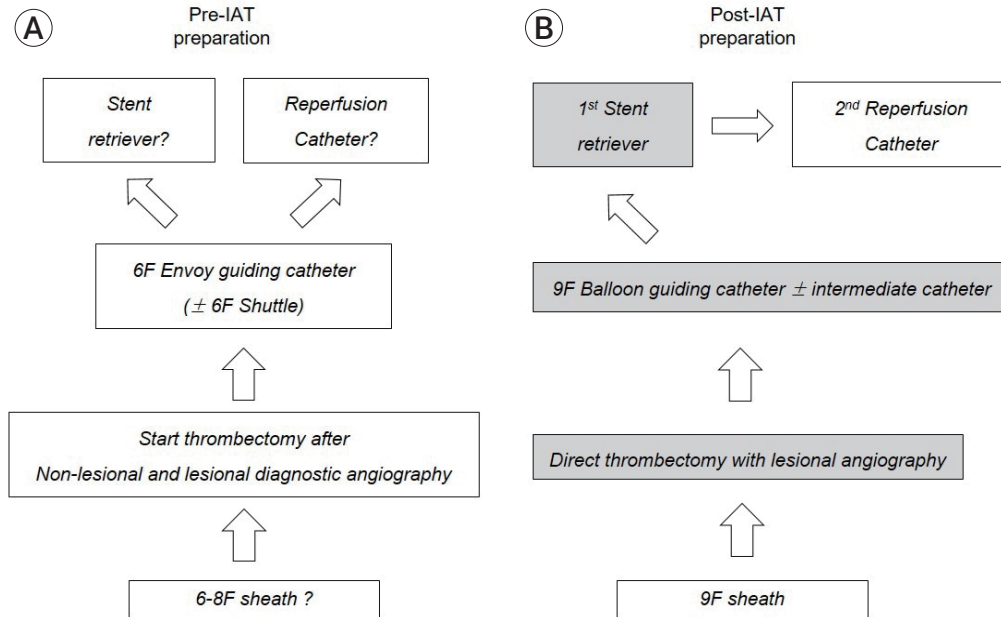 A
Pre-IAT
preparation
Stent
retriever?
Reperfusion
Catheter?
6F Envoy guiding catheter
(± 6F Shuttle)
Start thrombectomy after
Non-lesional and lesional diagnostic angiography
6-8F sheath ?
B
Post-IAT
preparation
1st Stent
retriever
2nd Reperfusion
Catheter
9F Balloon guiding catheter ± intermediate catheter
Direct thrombectomy with lesional angiography
9F sheath